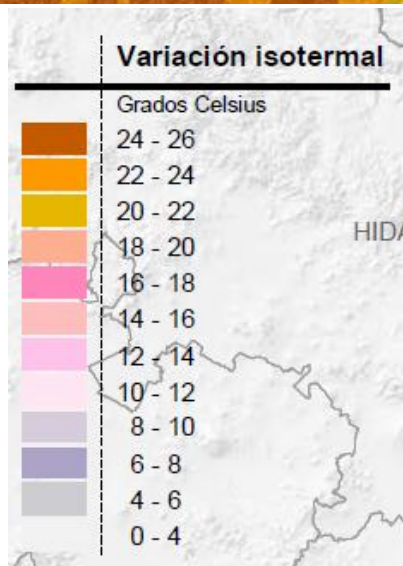 Variación isotermal
Grados Celsius
24 - 26
22 - 24
20 - 22
18 - 20
HIDA
16 - 18
14 - 16
12 - 14
10 - 12
8 - 10
6 - 8
4 - 6
0 - 4